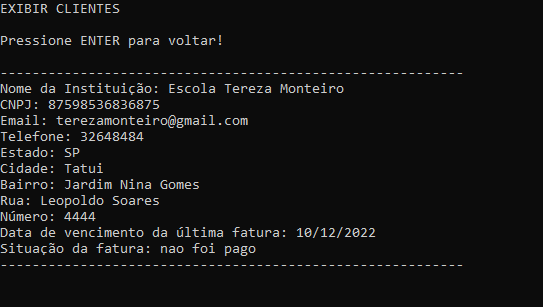 EXIBIR CLIENTES
Pressione ENTER para voltar!
----------------------------------------------------------
Nome da Instituição: Escola Tereza Monteiro
CNPJ: 87598536836875
Email: terezamonteiro@gmail.com
Telefone: 32648484
Estado: SP
Cidade: Tatui
Bairro: Jardim Nina Gomes
Rua: Leopoldo Soares
Número: 4444
Data de vencimento da última fatura: 10/12/2022
Situação da fatura: nao foi pago
----------------------------------------------------------